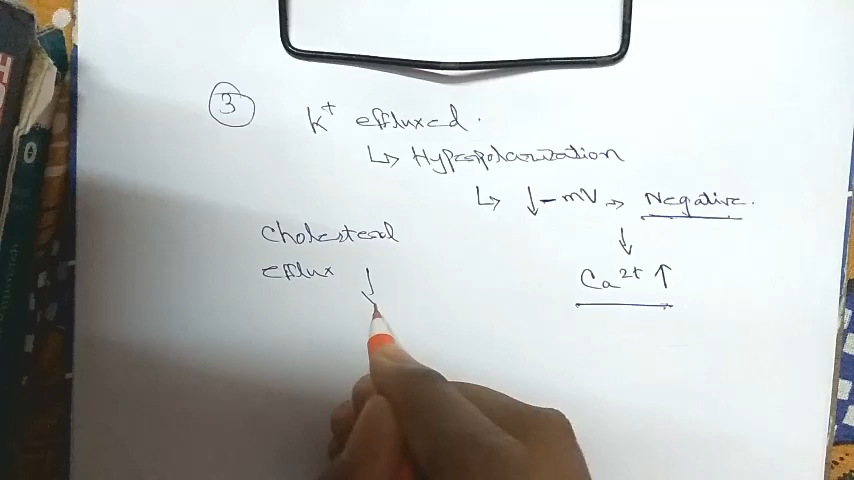 3
K+ effluxed.
↳ Hyperpolarization
↳ ↓ -mV → Negative.
↓
Cholesterol
efflux ↓
Ca2+ ↑